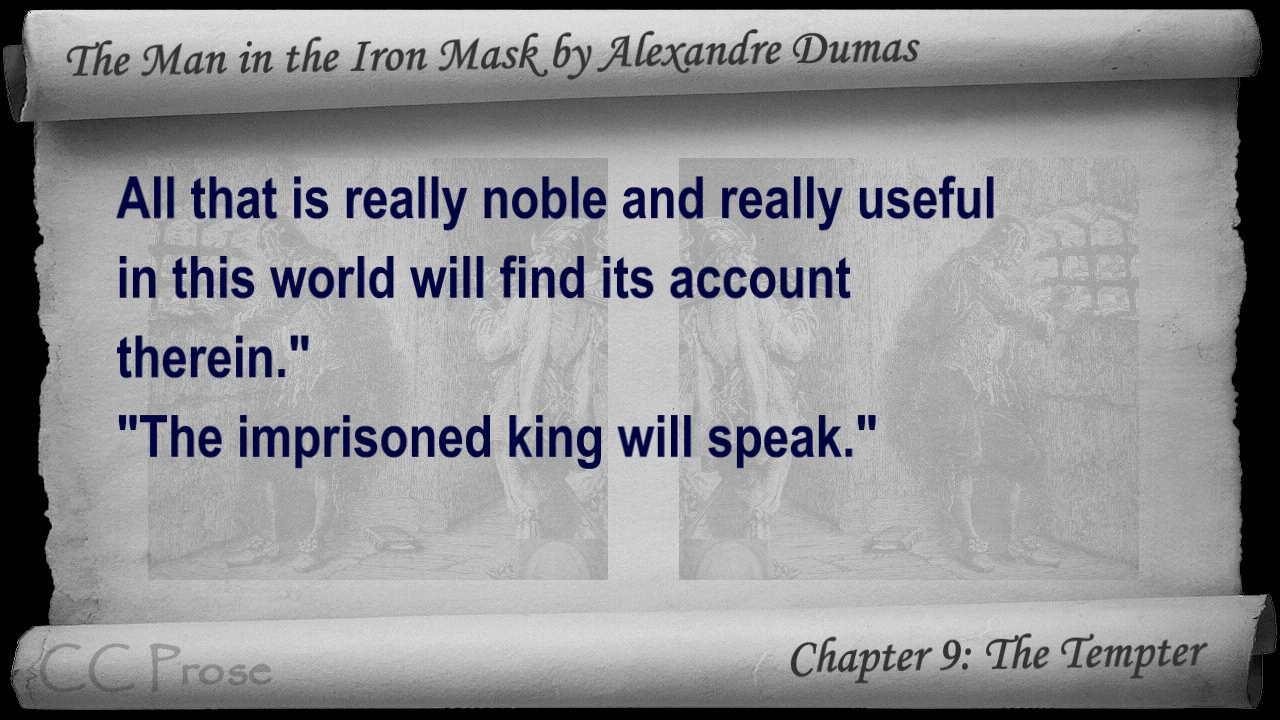 The Man in the Iron Mask by Alexandre Dumas
All that is really noble and really useful
in this world will find its account
therein."
"The imprisoned king will speak."
CC Prose
Chapter 9: The Tempter